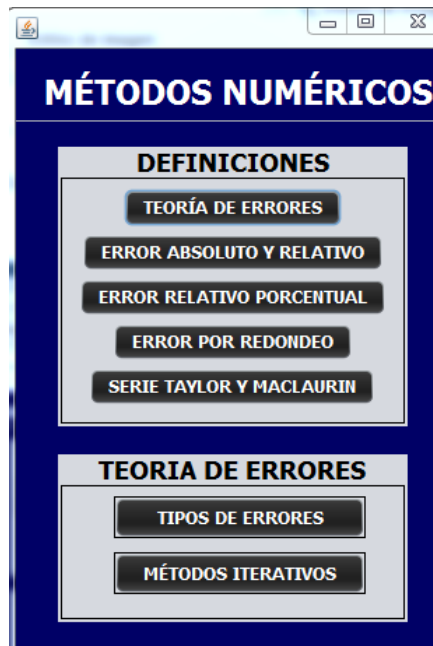 MÉTODOS NUMÉRICOS
DEFINICIONES
TEORÍA DE ERRORES
ERROR ABSOLUTO Y RELATIVO
ERROR RELATIVO PORCENTUAL
ERROR POR REDONDEO
SERIE TAYLOR Y MACLAURIN
TEORIA DE ERRORES
TIPOS DE ERRORES
MÉTODOS ITERATIVOS